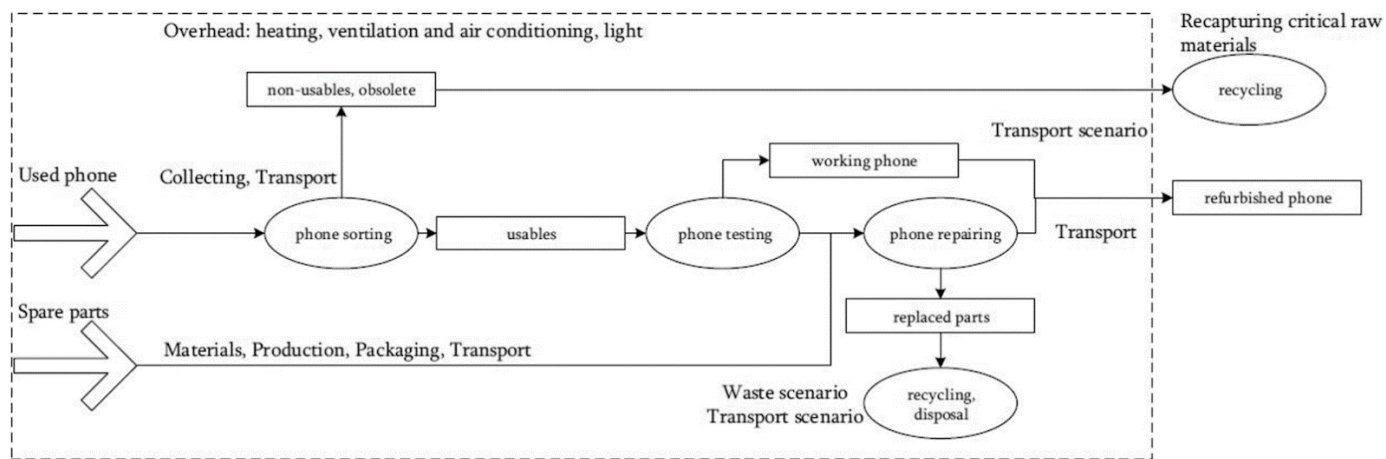 Overhead: heating, ventilation and air conditioning, light
Recapturing critical raw
materials
non-usables, obsolete
recycling
Transport scenario
working phone
Used phone
Collecting, Transport
refurbished phone
phone sorting
usables
phone testing
phone repairing
Transport
Spare parts
replaced parts
Materials, Production, Packaging, Transport
Waste scenario
Transport scenario
recycling,
disposal